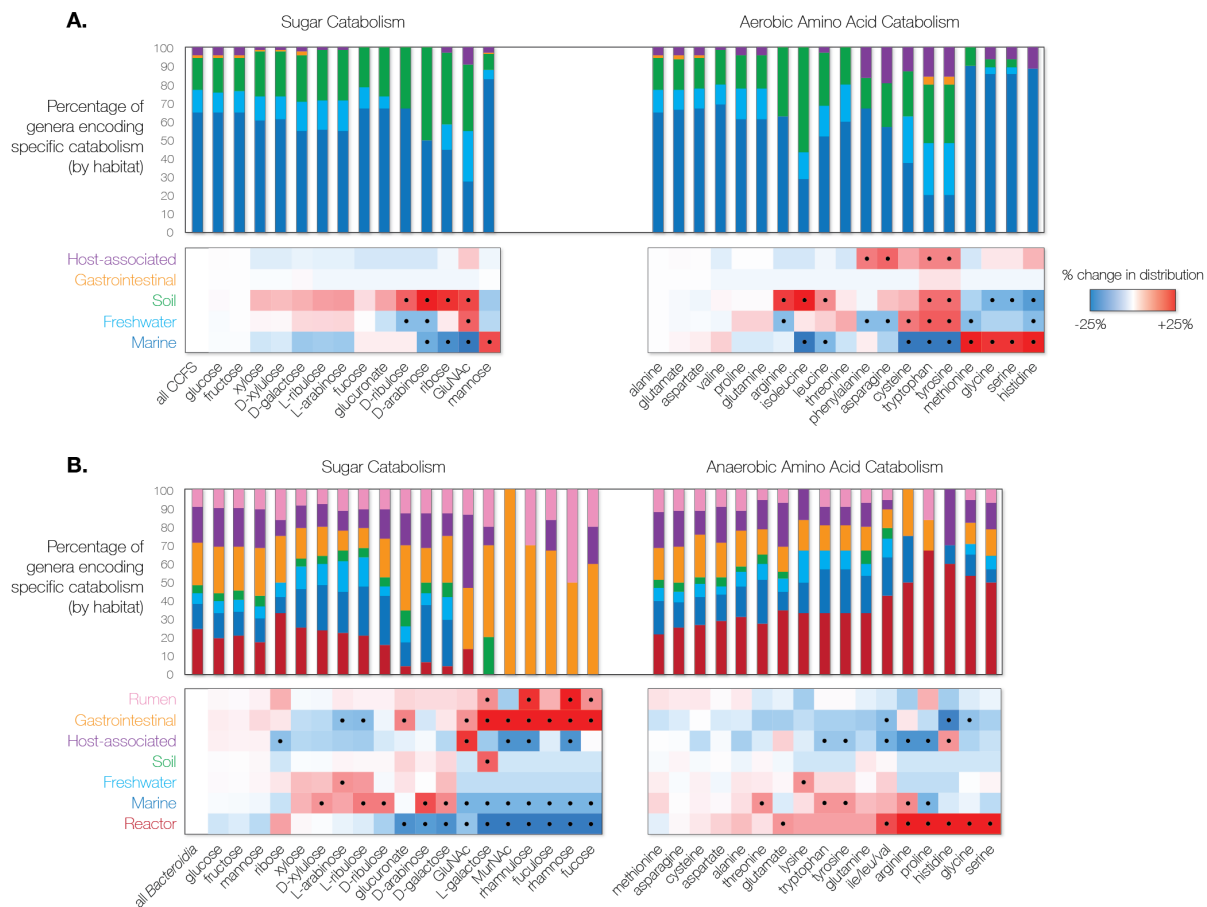 A.
Sugar Catabolism
Aerobic Amino Acid Catabolism
Percentage of
genera encoding
specific catabolism
(by habitat)
100
90
80
70
60
50
40
30
20
10
0
Host-associated
Gastrointestinal
Soil
Freshwater
Marine
% change in distribution
-25%
+25%
all CCFS
glucose
fructose
xylose
D-xylulose
D-galactose
L-ribulose
L-arabinose
fucose
glucuronate
D-ribulose
D-arabinose
ribose
GluNAc
mannose
alanine
glutamate
aspartate
valine
proline
glutamine
arginine
isoleucine
leucine
threonine
phenylalanine
asparagine
cysteine
tryptophan
tyrosine
methionine
glycine
serine
histidine
B.
Sugar Catabolism
Anaerobic Amino Acid Catabolism
Percentage of
genera encoding
specific catabolism
(by habitat)
100
90
80
70
60
50
40
30
20
10
0
Rumen
Gastrointestinal
Host-associated
Soil
Freshwater
Marine
Reactor
all Bacteroidia
glucose
fructose
mannose
ribose
xylose
D-xylulose
L-arabinose
L-ribulose
D-ribulose
glucuronate
D-arabinose
D-galactose
GluNAc
L-galactose
MurNAc
rhamnulose
fuculose
rhamnose
fucose
methionine
asparagine
cysteine
aspartate
alanine
threonine
glutamate
lysine
tryptophan
tyrosine
glutamine
ile/leu/val
arginine
proline
histidine
glycine
serine